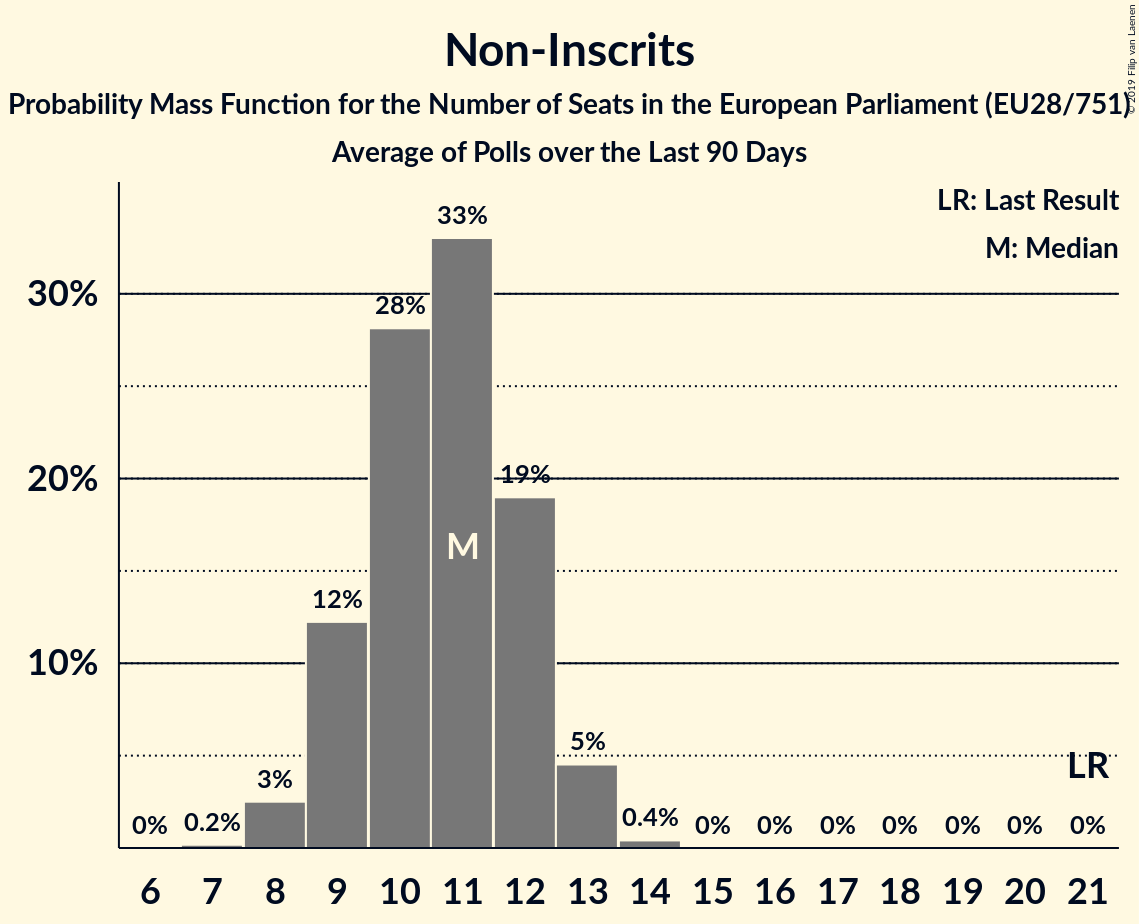 Non-Inscrits
Probability Mass Function for the Number of Seats in the European Parliament (EU28/751)
Average of Polls over the Last 90 Days
© 2019 Filip van Laenen
LR: Last Result
M: Median
33%
30%
28%
20%
19%
M
12%
10%
5%
LR
3%
0% 0.2% 0.4% 0% 0% 0% 0% 0% 0% 0%
6 7 8 9 10 11 12 13 14 15 16 17 18 19 20 21